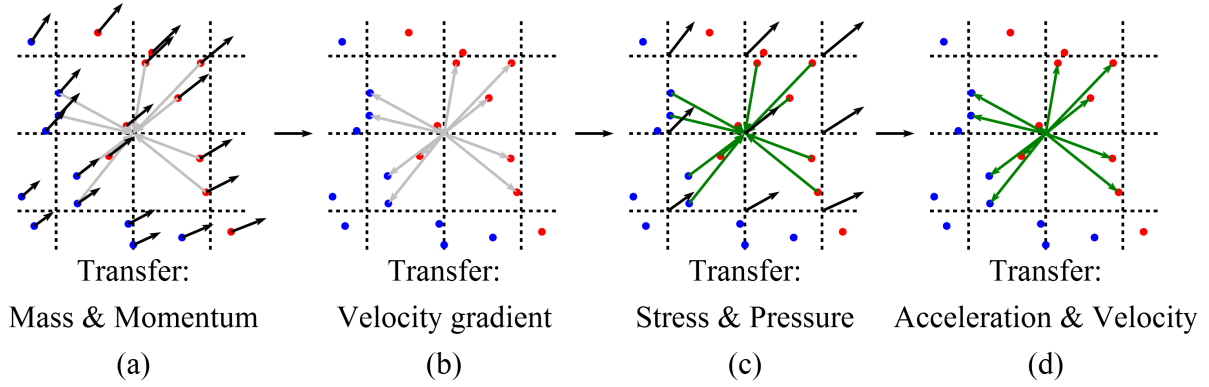 Transfer: Transfer: Transfer: Transfer:
Mass & Momentum Velocity gradient Stress & Pressure Acceleration & Velocity
(a) (b) (c) (d)